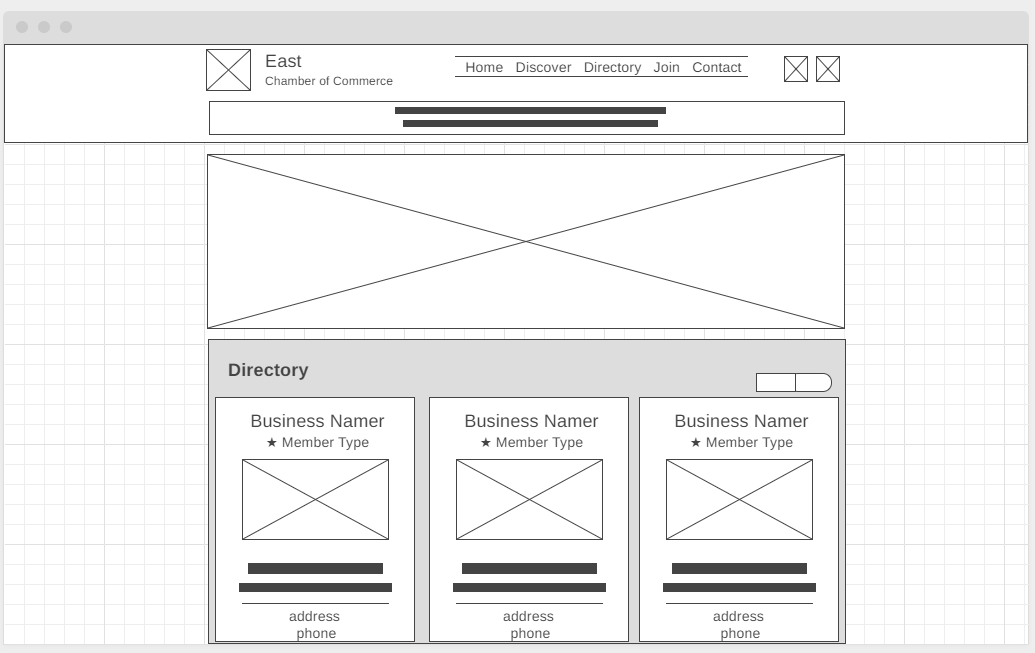 East
Chamber of Commerce
Home Discover Directory Join Contact
Directory
Business Namer
★ Member Type
address
phone
Business Namer
★ Member Type
address
phone
Business Namer
★ Member Type
address
phone